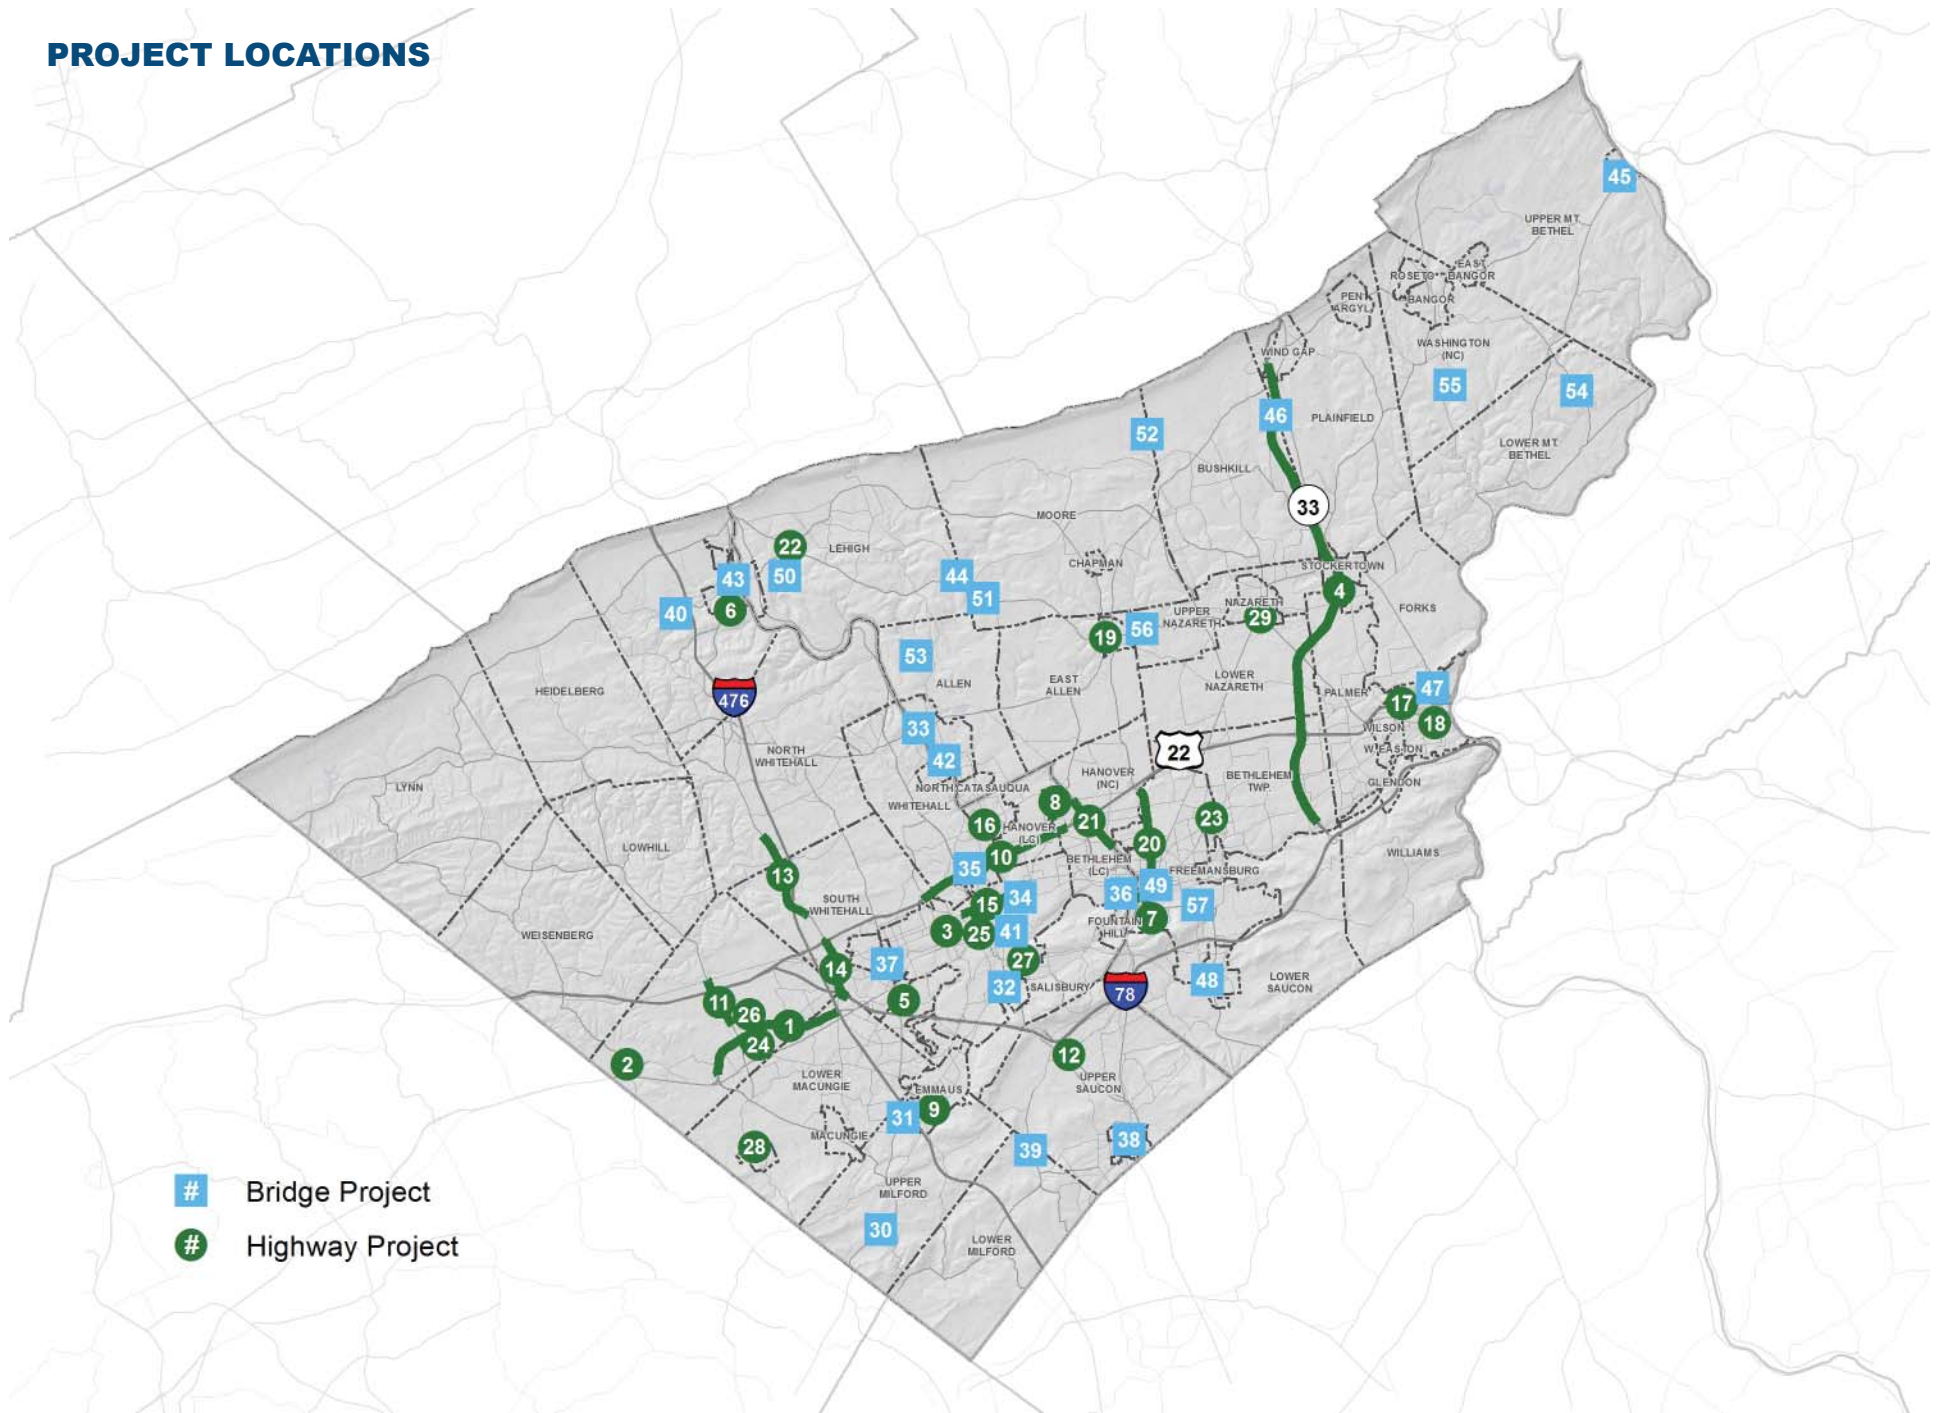 PROJECT LOCATIONS
45
UPPER MT.
BETHEL
EAST
BANGOR
ROSETO
BANGOR
PEN
ARGYL
WASHINGTON
(NC)
WIND GAP
55
54
46
PLAINFIELD
52
LOWER MT.
BETHEL
BUSHKILL
33
MOORE
22
LEHIGH
CHAPMAN
STOCKERTOWN
43
50
44
51
4
40
6
NAZARETH
29
FORKS
UPPER
NAZARETH
19
56
53
ALLEN
EAST
ALLEN
LOWER
NAZARETH
HEIDELBERG
476
PALMER
47
17
18
33
WILSON
W. EASTON
42
NORTH
WHITEHALL
22
LYNN
HANOVER
(NC)
BETHLEHEM
TWP.
GLENDON
NORTH CATASAUQUA
WHITEHALL
8
16
HANOVER
(LC)
21
23
LOWHILL
10
20
WILLIAMS
35
BETHLEHEM
(LC)
FREEMANSBURG
13
36
49
34
15
57
SOUTH
WHITEHALL
7
FOUNTAIN
HILL
3
25
41
WEISENBERG
14
37
27
32
SALISBURY
78
48
LOWER
SAUCON
11
26
5
1
24
2
12
LOWER
MACUNGIE
UPPER
SAUCON
EMMAUS
31
9
28
MACUNGIE
39
38
# Bridge Project
UPPER
MILFORD
30
# Highway Project
LOWER
MILFORD